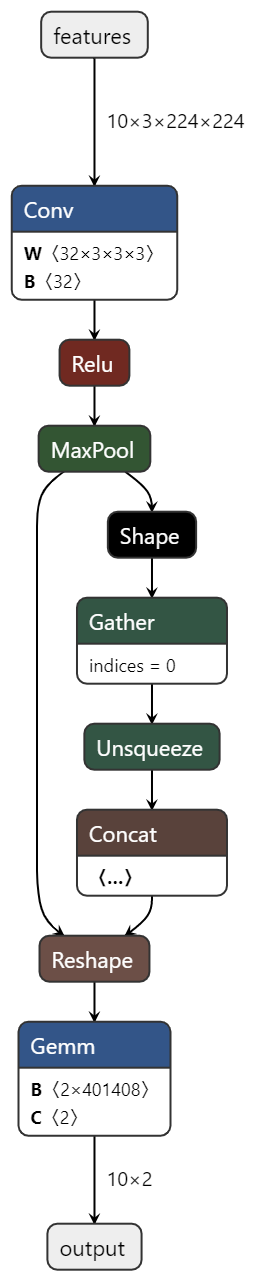 features
10×3×224×224
Conv
W ⟨32×3×3×3⟩
B ⟨32⟩
Relu
MaxPool
Shape
Gather
indices = 0
Unsqueeze
Concat
⟨...⟩
Reshape
Gemm
B ⟨2×401408⟩
C ⟨2⟩
10×2
output